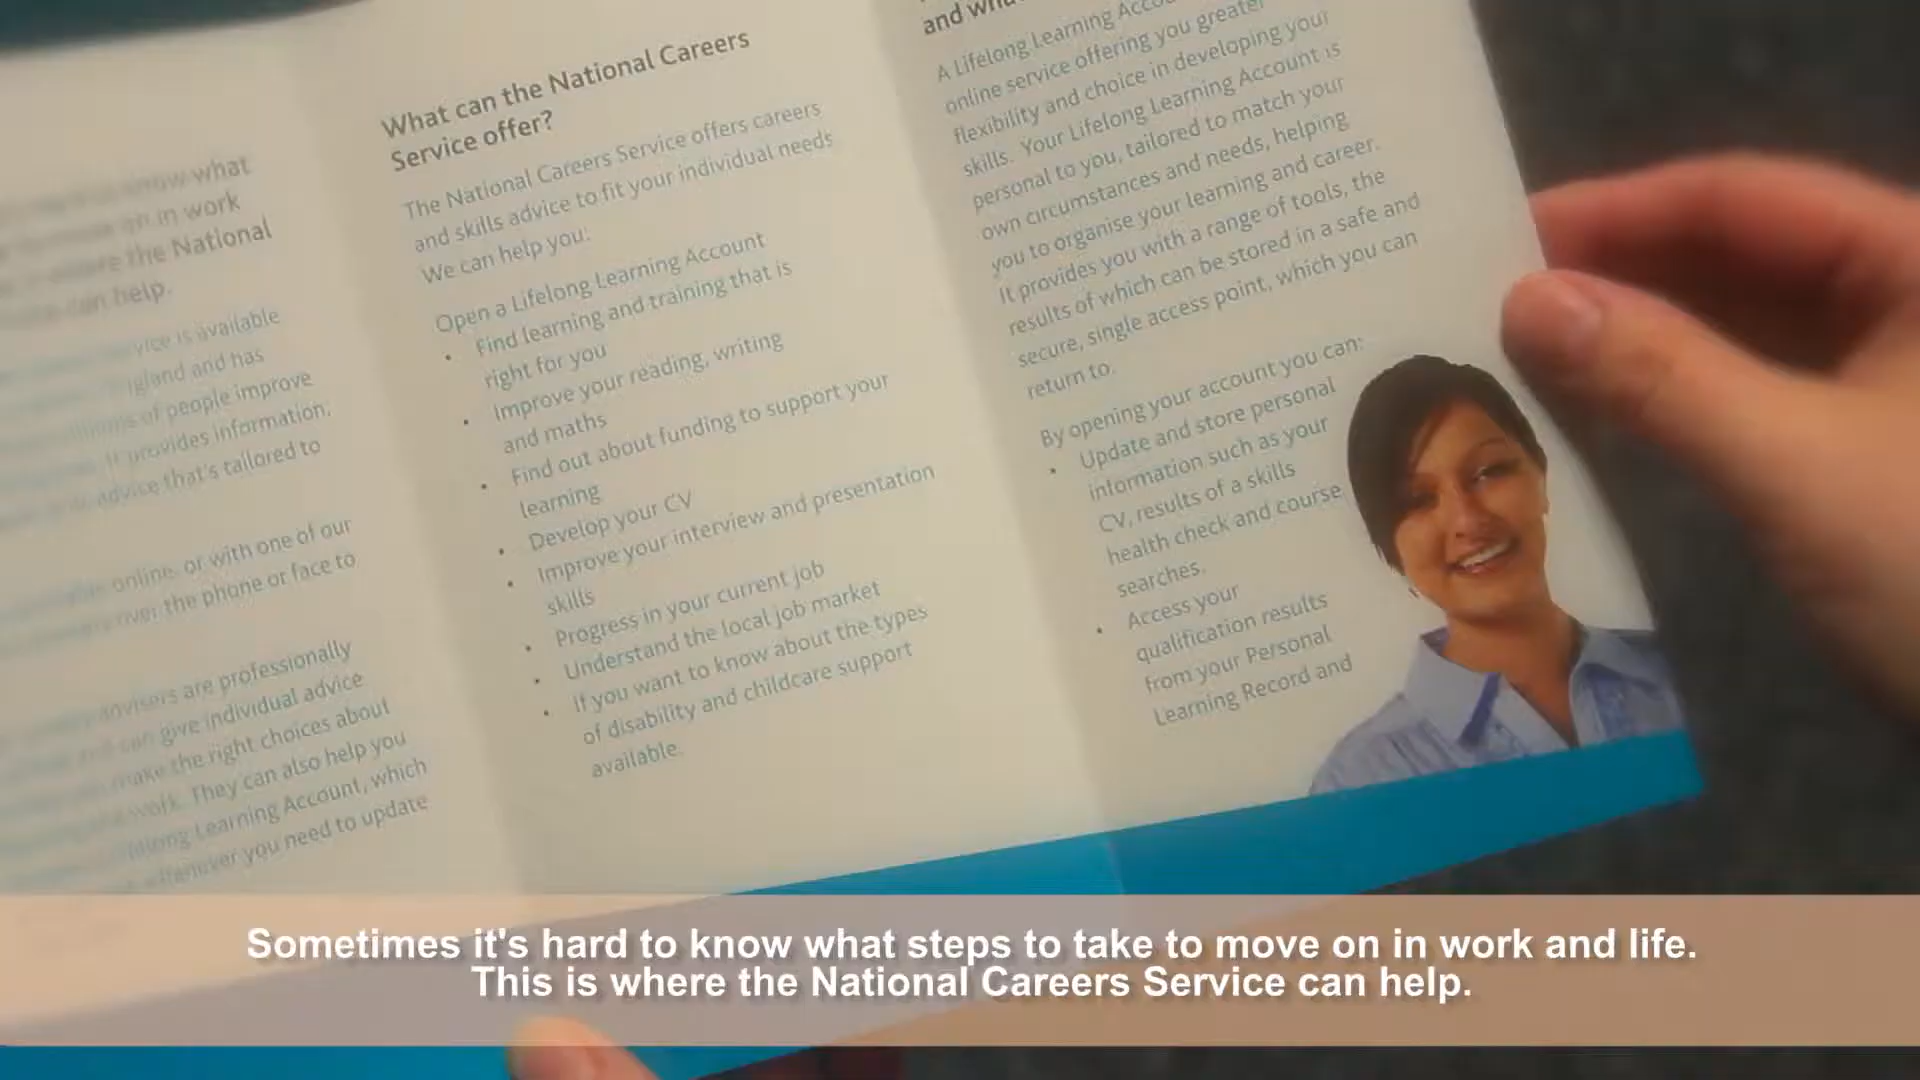 know what
on in work
the National
can help.
service is available
England and has
of people improve
It provides information,
advice that's tailored to
online, or with one of our
over the phone or face to
advisers are professionally
and can give individual advice
make the right choices about
work. They can also help you
Learning Account, which
whenever you need to update
What can the National Careers
Service offer?
The National Careers Service offers careers
and skills advice to fit your individual needs
We can help you:
Open a Lifelong Learning Account
• Find learning and training that is
right for you
• Improve your reading, writing
and maths
• Find out about funding to support your
learning
• Develop your CV
• Improve your interview and presentation
skills
• Progress in your current job
• Understand the local job market
• If you want to know about the types
of disability and childcare support
available.
and
A Lifelong Learning
online service offering you greater
flexibility and choice in developing your
skills. Your Lifelong Learning Account is
personal to you, tailored to match your
own circumstances and needs, helping
you to organise your learning and career.
It provides you with a range of tools, the
results of which can be stored in a safe and
secure, single access point, which you can
return to.
By opening your account you can:
• Update and store personal
information such as your
CV, results of a skills
health check and course
searches.
• Access your
qualification results
from your Personal
Learning Record and
Sometimes it's hard to know what steps to take to move on in work and life.
This is where the National Careers Service can help.